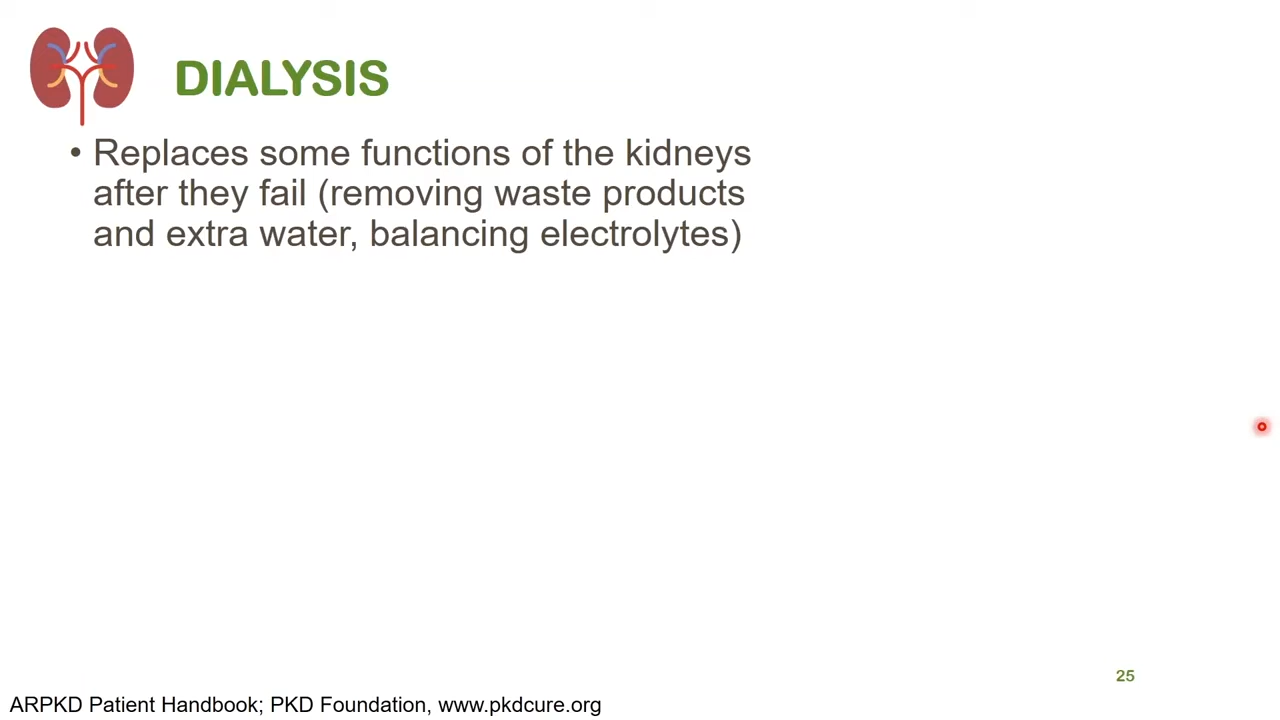 DIALYSIS
• Replaces some functions of the kidneys
after they fail (removing waste products
and extra water, balancing electrolytes)
25
ARPKD Patient Handbook; PKD Foundation, www.pkdcure.org